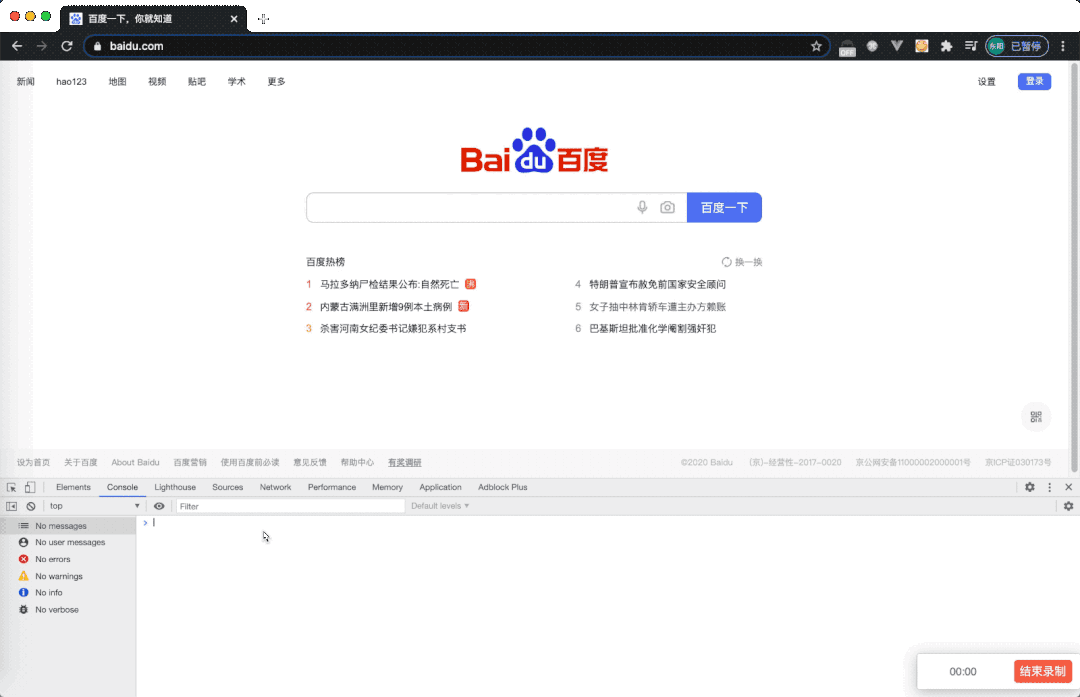 百度一下，你就知道
baidu.com
OFF
东阳
已暂停
新闻 hao123 地图 视频 贴吧 学术 更多
设置 登录
Bai du 百度
百度一下
百度热榜
换一换
1 马拉多纳尸检结果公布:自然死亡 沸
4 特朗普宣布赦免前国家安全顾问
2 内蒙古满洲里新增9例本土病例
5 女子抽中林肯轿车遭主办方赖账
3 杀害河南女纪委书记嫌犯系村支书
6 巴基斯坦批准化学阉割强奸犯
设为首页 关于百度 About Baidu 百度营销 使用百度前必读 意见反馈 帮助中心 有奖调研
©2020 Baidu (京)-经营性-2017-0020 京公网安备11000002000001号 京ICP证030173号
Elements Console Lighthouse Sources Network Performance Memory Application Adblock Plus
top Filter Default levels
No messages
No user messages
No errors
No warnings
No info
No verbose
00:00 结束录制